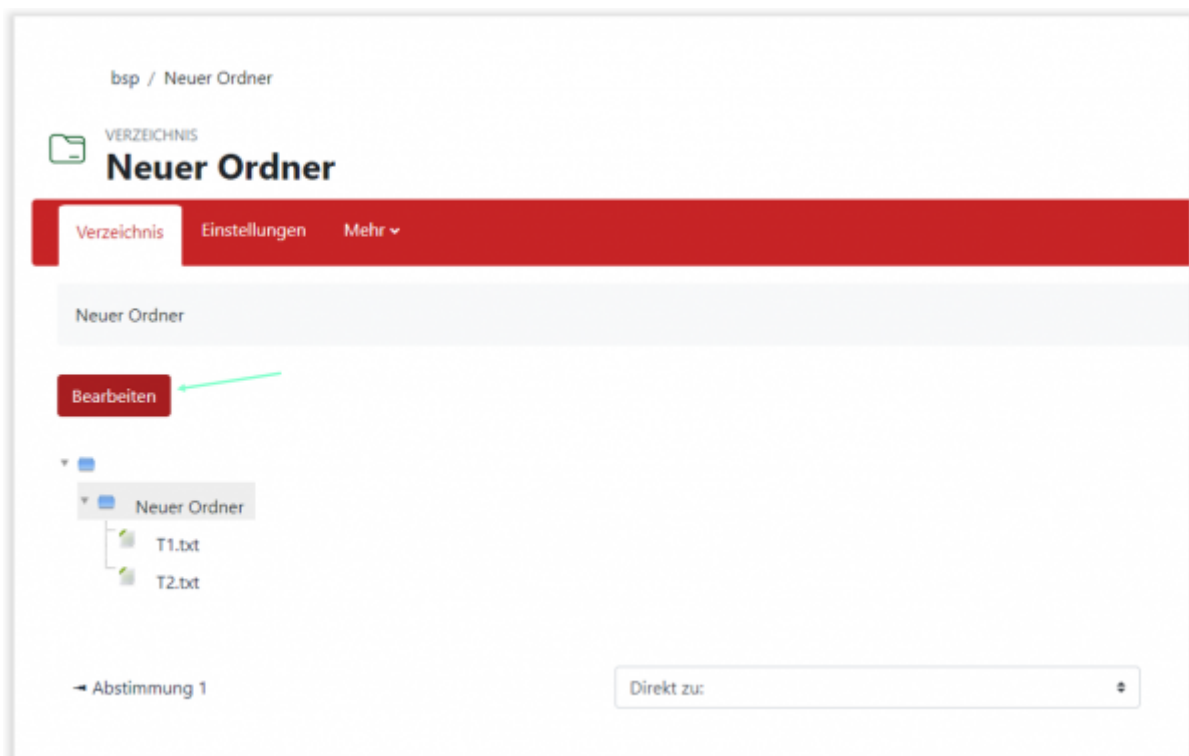 bsp / Neuer Ordner
VERZEICHNIS
Neuer Ordner
Verzeichnis Einstellungen Mehr
Neuer Ordner
Bearbeiten
Neuer Ordner
T1.txt
T2.txt
Abstimmung 1 Direkt zu: